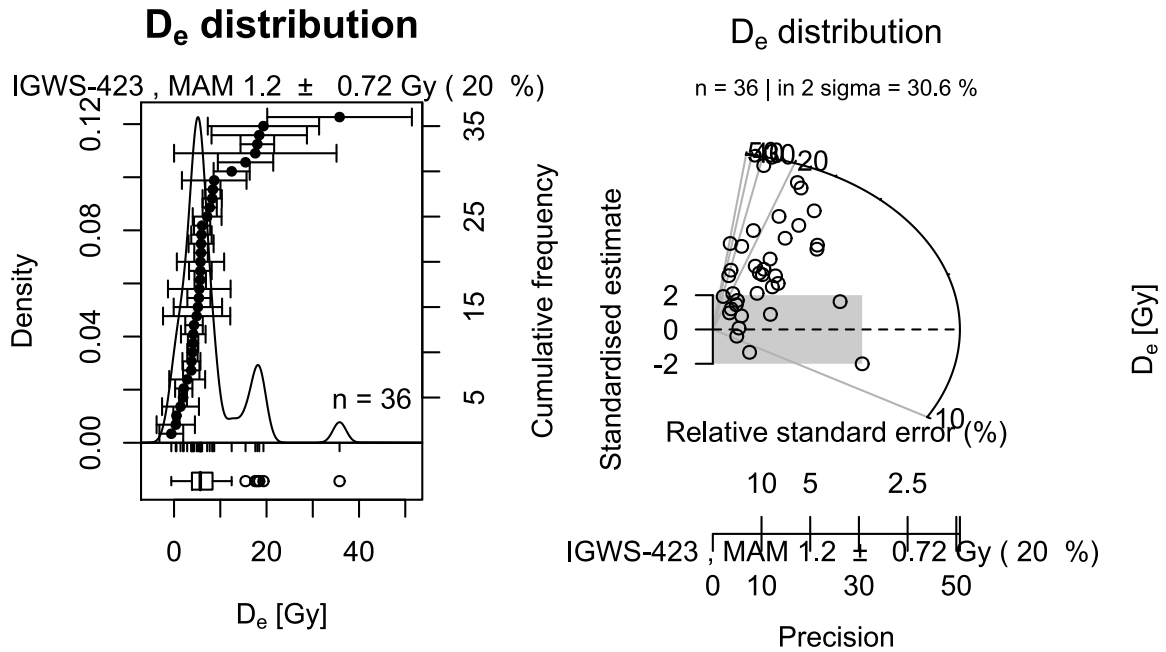 De distribution
IGWS-423 , MAM 1.2 ± 0.72 Gy ( 20 %)
Density
0.00
0.04
0.08
0.12
Cumulative frequency
5
15
25
35
n = 36
0
20
40
De [Gy]
De distribution
n = 36 | in 2 sigma = 30.6 %
Standardised estimate
2
0
-2
20
10
De [Gy]
Relative standard error (%)
10
5
2.5
IGWS-423 , MAM 1.2 ± 0.72 Gy ( 20 %)
0
10
30
50
Precision